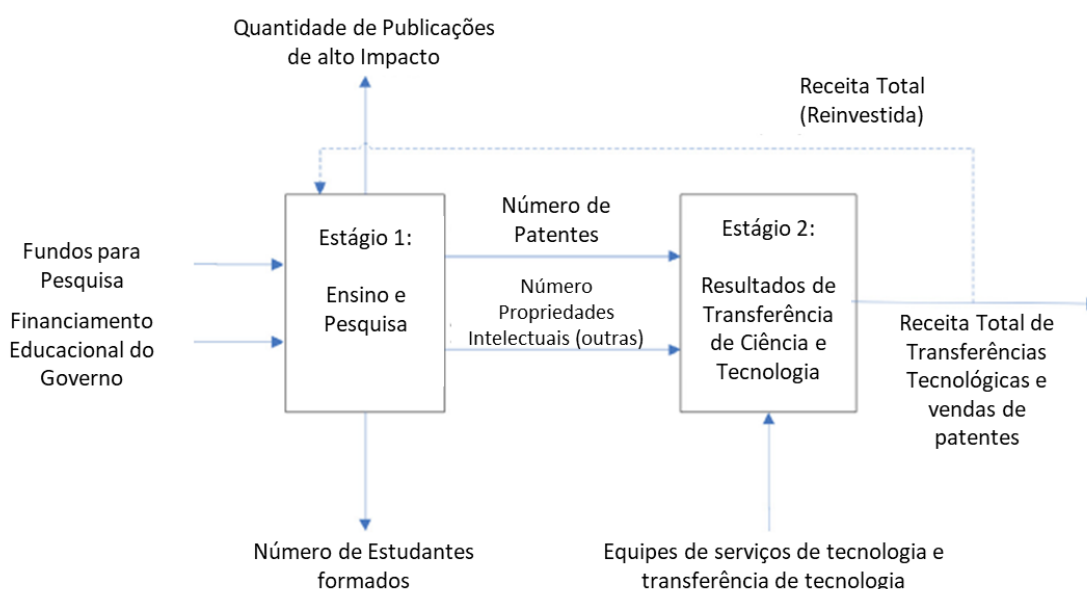 Quantidade de Publicações
de alto Impacto
Receita Total
(Reinvestida)
Fundos para
Pesquisa
Financiamento
Educacional do
Governo
Estágio 1:
Ensino e
Pesquisa
Número de
Patentes
Número
Propriedades
Intelectuais (outras)
Estágio 2:
Resultados de
Transferência
de Ciência e
Tecnologia
Receita Total de
Transferências
Tecnológicas e
vendas de
patentes
Número de Estudantes
formados
Equipes de serviços de tecnologia e
transferência de tecnologia